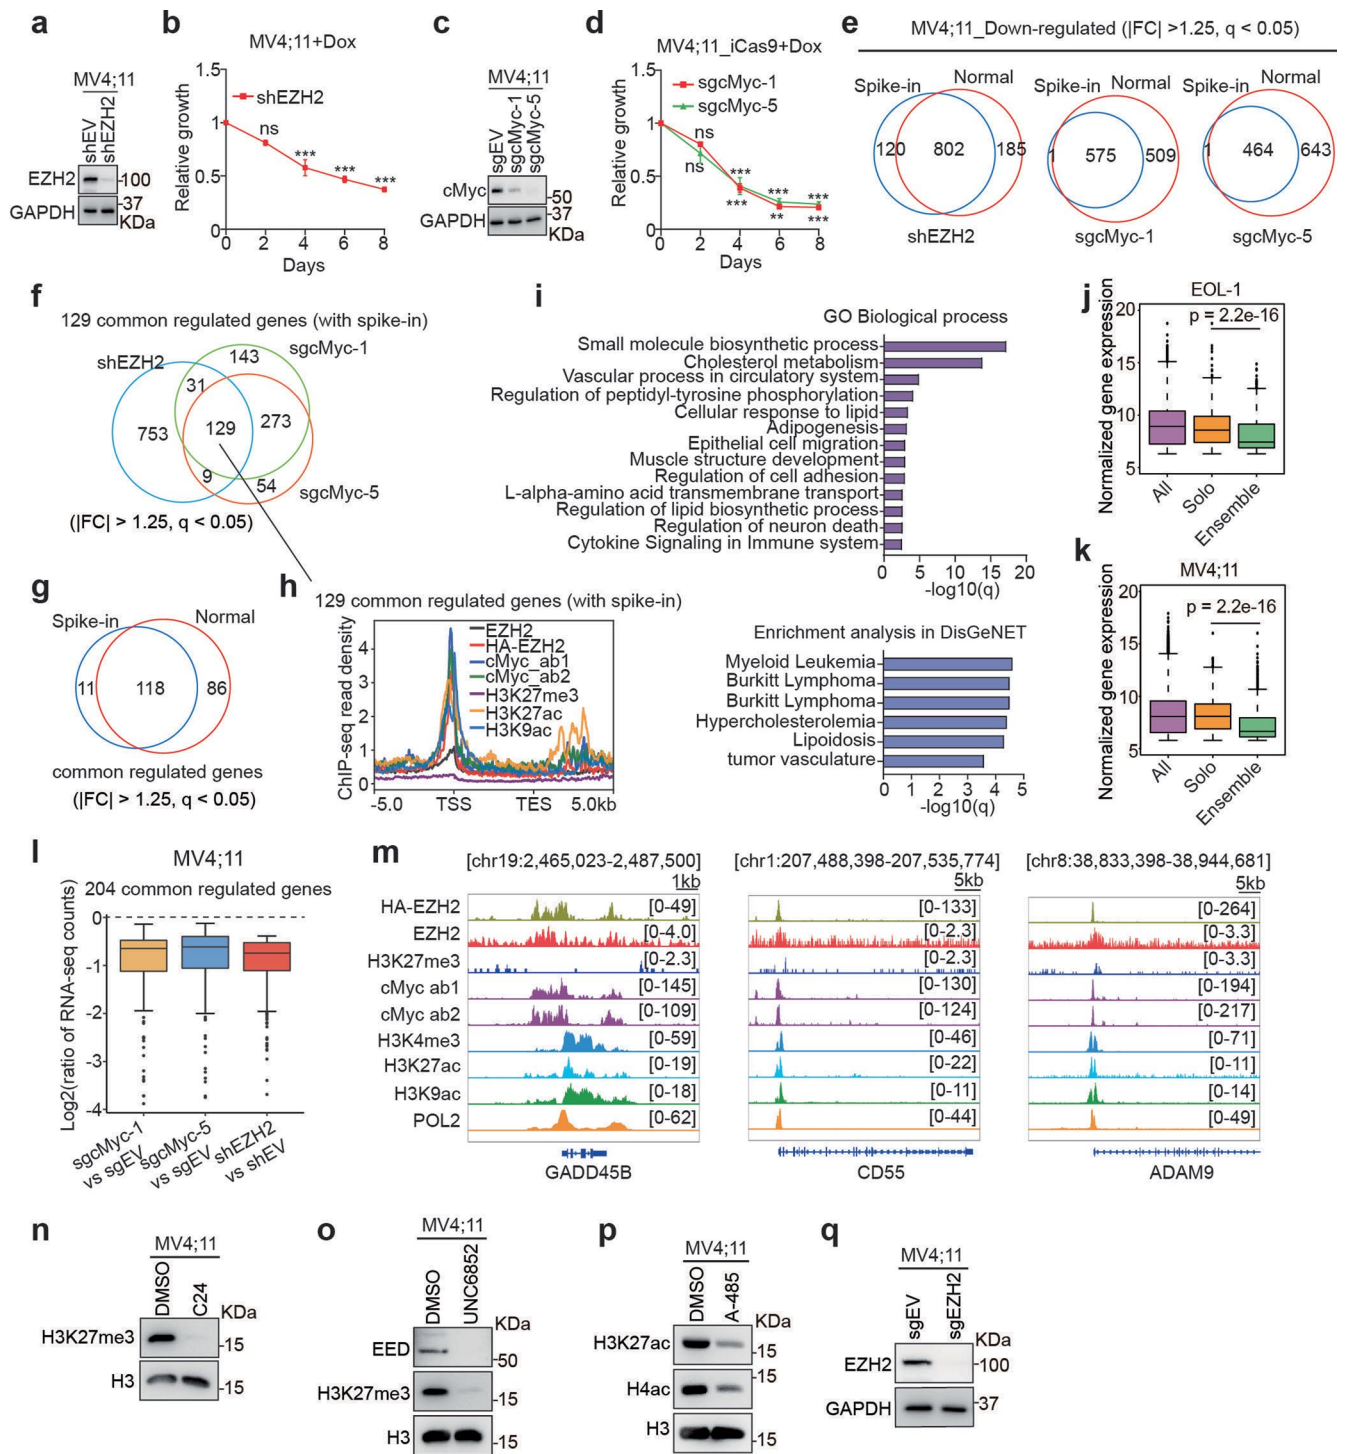 a
MV4;11
shEV
shEZH2
EZH2
100
GAPDH
37
KDa
b
MV4;11+Dox
Relative growth
1.5
1
0.5
0
shEZH2
ns
***
***
***
0 2 4 6 8
Days
c
MV4;11
sgEV
sgcMyc-1
sgcMyc-5
cMyc
50
GAPDH
37
KDa
d
MV4;11_iCas9+Dox
Relative growth
1.5
1
0.5
0
sgcMyc-1
sgcMyc-5
ns
ns
***
***
***
**
***
***
0 2 4 6 8
Days
e
MV4;11_Down-regulated (|FC| >1.25, q < 0.05)
Spike-in Normal
120 802 185
shEZH2
Spike-in Normal
1 575 509
sgcMyc-1
Spike-in Normal
1 464 643
sgcMyc-5
f
129 common regulated genes (with spike-in)
shEZH2
sgcMyc-1
143
31
753
129
273
9
54
sgcMyc-5
(|FC| > 1.25, q < 0.05)
g
Spike-in Normal
11 118 86
common regulated genes
(|FC| > 1.25, q < 0.05)
h
129 common regulated genes (with spike-in)
ChIP-seq read density
4
3
2
1
0
EZH2
HA-EZH2
cMyc_ab1
cMyc_ab2
H3K27me3
H3K27ac
H3K9ac
-5.0 TSS TES 5.0kb
i
GO Biological process
Small molecule biosynthetic process
Cholesterol metabolism
Vascular process in circulatory system
Regulation of peptidyl-tyrosine phosphorylation
Cellular response to lipid
Adipogenesis
Epithelial cell migration
Muscle structure development
Regulation of cell adhesion
L-alpha-amino acid transmembrane transport
Regulation of lipid biosynthetic process
Regulation of neuron death
Cytokine Signaling in Immune system
0 5 10 15 20
-log10(q)
Enrichment analysis in DisGeNET
Myeloid Leukemia
Burkitt Lymphoma
Burkitt Lymphoma
Hypercholesterolemia
Lipoidosis
tumor vasculature
0 1 2 3 4 5
-log10(q)
j
EOL-1
Normalized gene expression
20
15
10
5
p = 2.2e-16
All
Solo
Ensemble
k
MV4;11
Normalized gene expression
20
15
10
5
p = 2.2e-16
All
Solo
Ensemble
l
MV4;11
204 common regulated genes
Log2(ratio of RNA-seq counts)
0
-1
-2
-3
-4
sgcMyc-1
vs sgEV
sgcMyc-5
vs sgEV
shEZH2
vs shEV
m
[chr19:2,465,023-2,487,500] [chr1:207,488,398-207,535,774] [chr8:38,833,398-38,944,681]
1kb 5kb 5kb
HA-EZH2 [0-49] [0-133] [0-264]
EZH2 [0-4.0] [0-2.3] [0-3.3]
H3K27me3 [0-2.3] [0-2.3] [0-3.3]
cMyc ab1 [0-145] [0-130] [0-194]
cMyc ab2 [0-109] [0-124] [0-217]
H3K4me3 [0-59] [0-46] [0-71]
H3K27ac [0-19] [0-22] [0-11]
H3K9ac [0-18] [0-11] [0-14]
POL2 [0-62] [0-44] [0-49]
GADD45B CD55 ADAM9
n
MV4;11
DMSO
C24
KDa
H3K27me3
15
H3
15
o
MV4;11
DMSO
UNC6852
KDa
EED
50
H3K27me3
15
H3
15
p
MV4;11
DMSO
A-485
KDa
H3K27ac
15
H4ac
15
H3
15
q
MV4;11
sgEV
sgEZH2
KDa
EZH2
100
GAPDH
37